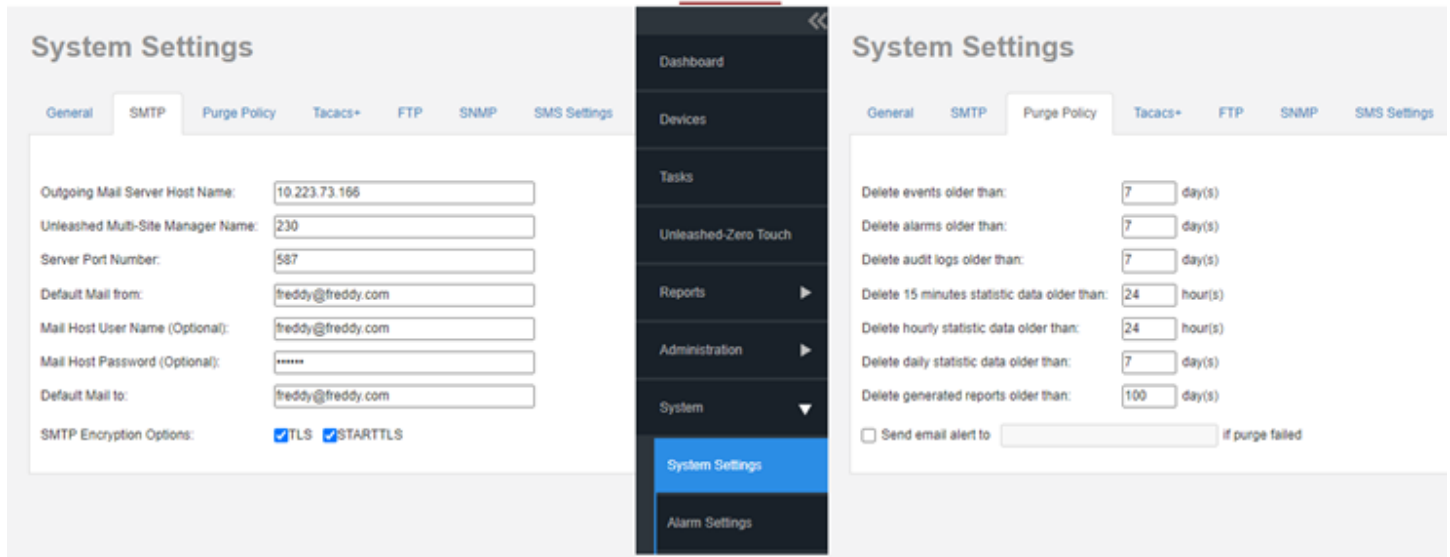 System Settings
General SMTP Purge Policy Tacacs+ FTP SNMP SMS Settings
Outgoing Mail Server Host Name: 10.223.73.166
Unleashed Multi-Site Manager Name: 230
Server Port Number: 587
Default Mail from: freddy@freddy.com
Mail Host User Name (Optional): freddy@freddy.com
Mail Host Password (Optional): ••••••
Default Mail to: freddy@freddy.com
SMTP Encryption Options: TLS STARTTLS
Dashboard
Devices
Tasks
Unleashed-Zero Touch
Reports
Administration
System
System Settings
Alarm Settings
System Settings
General SMTP Purge Policy Tacacs+ FTP SNMP SMS Settings
Delete events older than: 7 day(s)
Delete alarms older than: 7 day(s)
Delete audit logs older than: 7 day(s)
Delete 15 minutes statistic data older than: 24 hour(s)
Delete hourly statistic data older than: 24 hour(s)
Delete daily statistic data older than: 7 day(s)
Delete generated reports older than: 100 day(s)
Send email alert to if purge failed